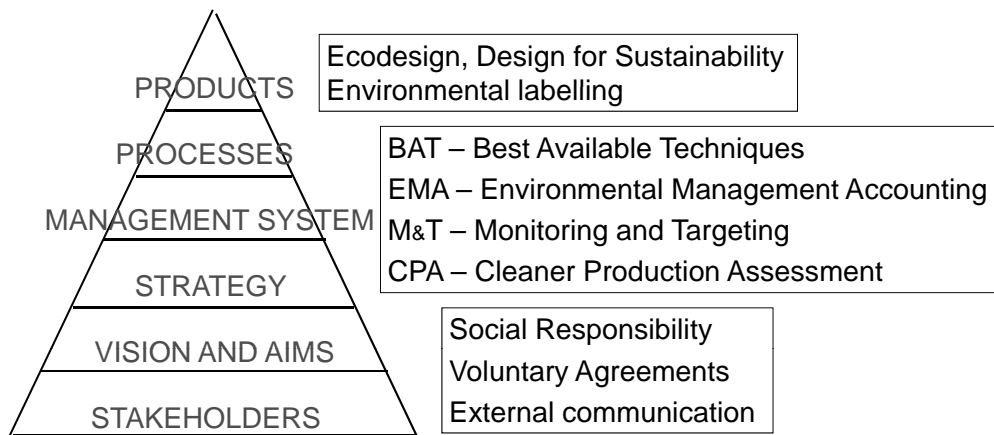 Ecodesign, Design for Sustainability
PRODUCTS
Environmental labelling
PROCESSES
BAT – Best Available Techniques
EMA – Environmental Management Accounting
MANAGEMENT SYSTEM
M&T – Monitoring and Targeting
CPA – Cleaner Production Assessment
STRATEGY
Social Responsibility
VISION AND AIMS
Voluntary Agreements
STAKEHOLDERS
External communication